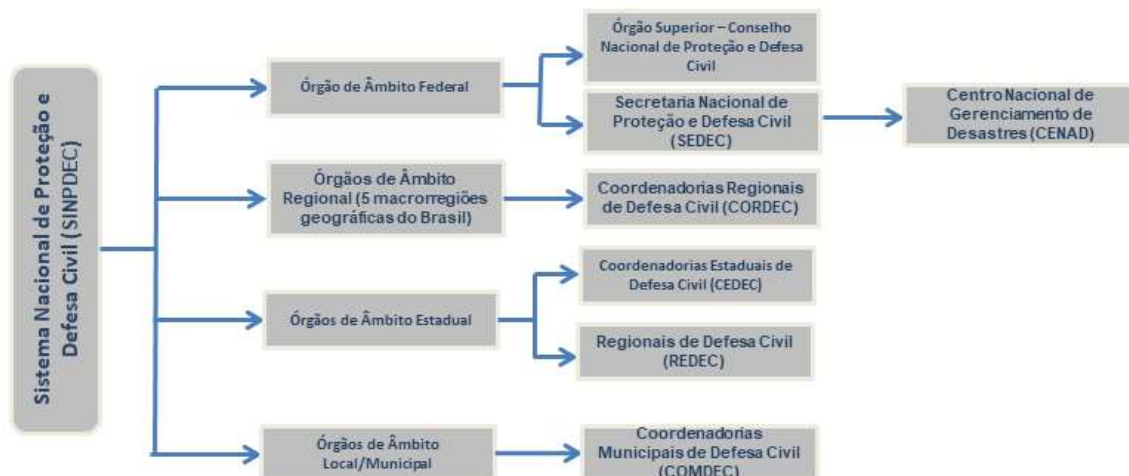 Sistema Nacional de Proteção e
Defesa Civil (SINPDEC)
Órgão de Âmbito Federal
Órgão Superior – Conselho
Nacional de Proteção e Defesa
Civil
Secretaria Nacional de
Proteção e Defesa Civil
(SEDEC)
Centro Nacional de
Gerenciamento de
Desastres (CENAD)
Órgãos de Âmbito
Regional (5 macrorregiões
geográficas do Brasil)
Coordenadorias Regionais
de Defesa Civil (CORDEC)
Órgãos de Âmbito Estadual
Coordenadorias Estaduais de
Defesa Civil (CEDEC)
Regionais de Defesa Civil
(REDEC)
Órgãos de Âmbito
Local/Municipal
Coordenadorias
Municipais de Defesa Civil
(COMDEC)